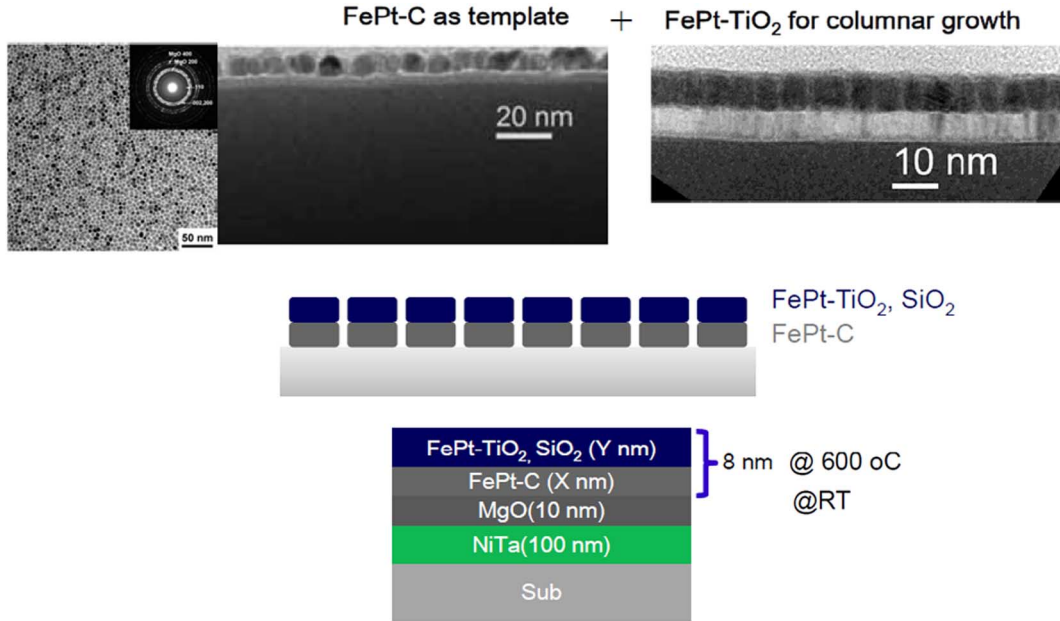 FePt-C as template + FePt-TiO₂ for columnar growth
MgO 400
MgO 200
110
002,200
50 nm
20 nm
10 nm
FePt-TiO₂, SiO₂
FePt-C
FePt-TiO₂, SiO₂ (Y nm)
FePt-C (X nm)
MgO(10 nm)
NiTa(100 nm)
Sub
8 nm @ 600 oC
@RT